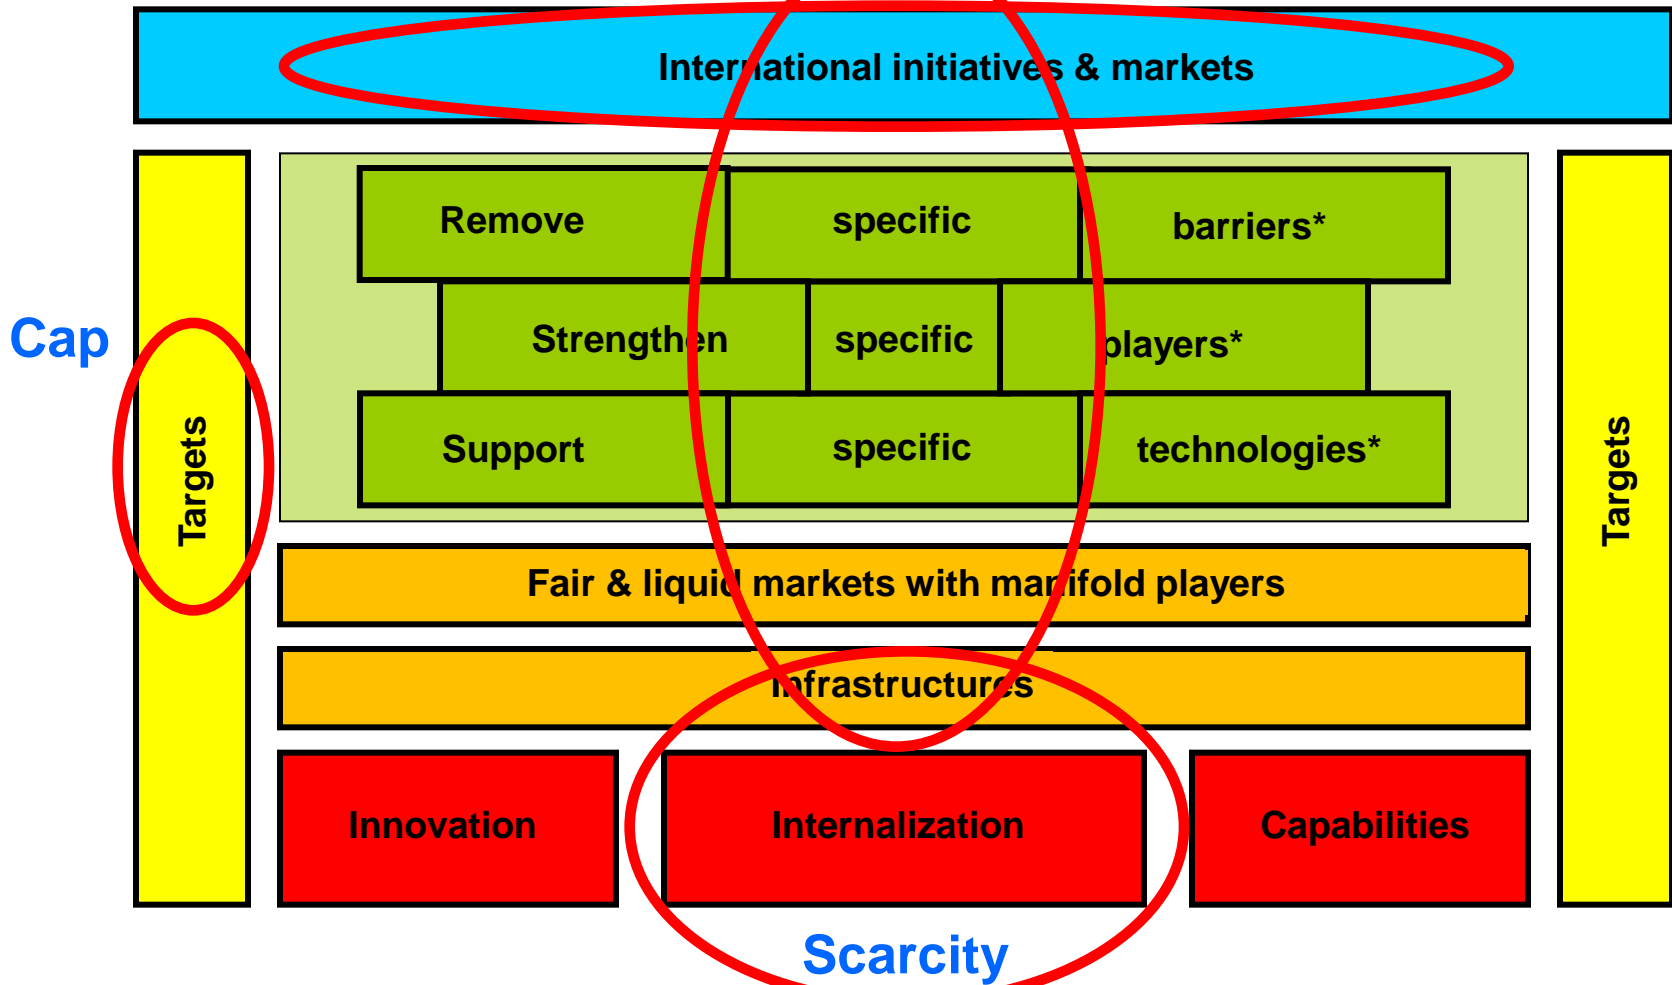 International initiatives & markets
Remove specific barriers*
Cap
Strengthen specific players*
Targets
Support specific technologies*
Targets
Fair & liquid markets with manifold players
Infrastructures
Innovation
Internalization
Capabilities
Scarcity